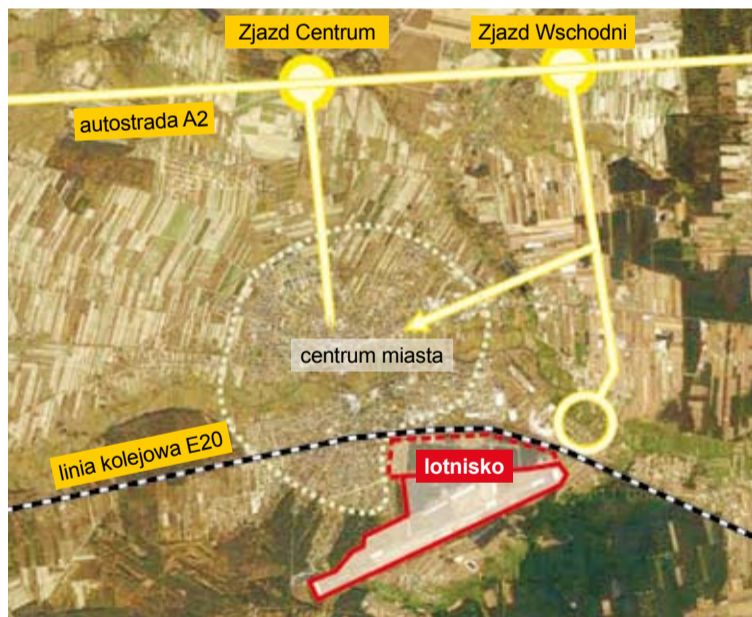 Zjazd Centrum
Zjazd Wschodni
autostrada A2
centrum miasta
linia kolejowa E20
lotnisko